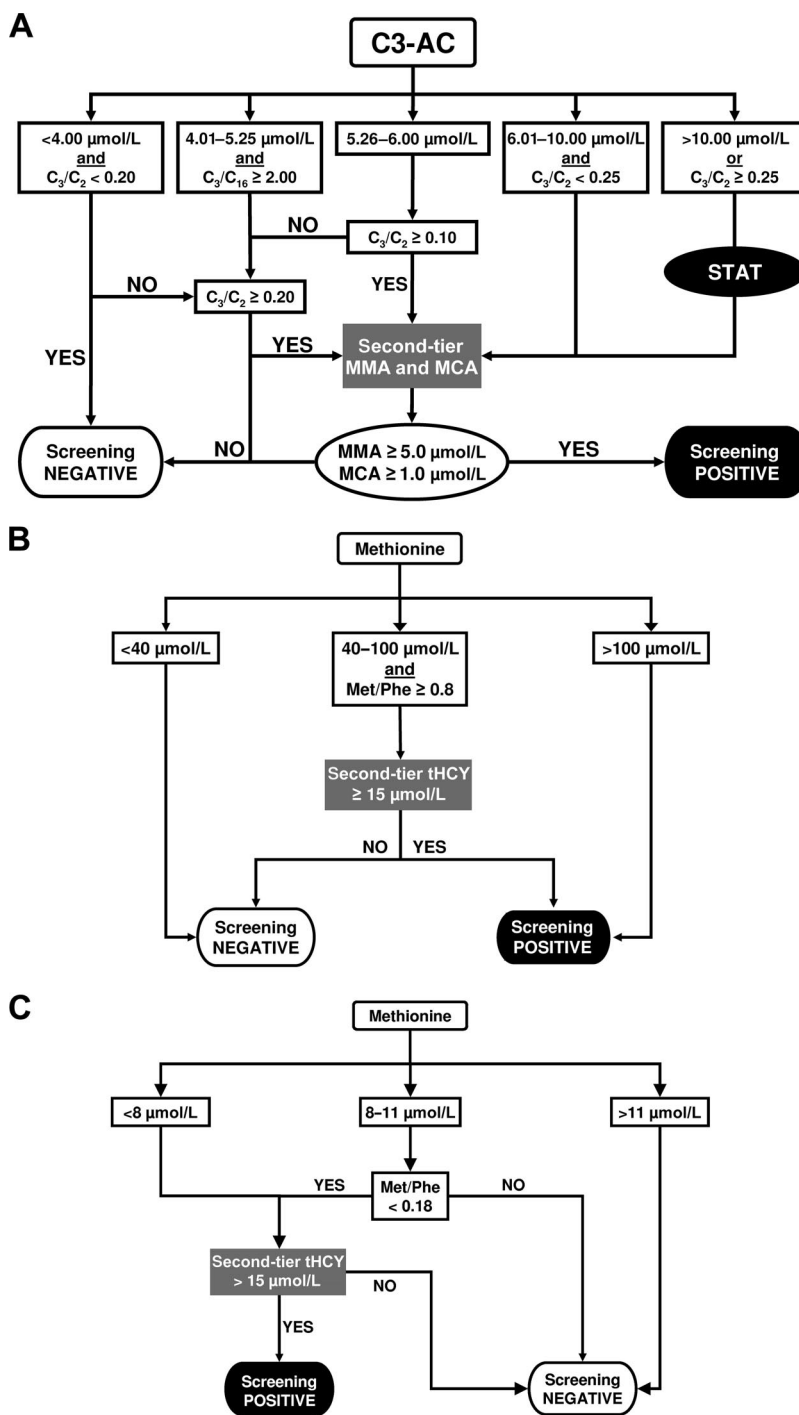 A
C3-AC
<4.00 µmol/L
and
C₃/C₂ < 0.20
4.01–5.25 µmol/L
and
C₃/C₁₆ ≥ 2.00
5.26–6.00 µmol/L
6.01–10.00 µmol/L
and
C₃/C₂ < 0.25
>10.00 µmol/L
or
C₃/C₂ ≥ 0.25
NO
C₃/C₂ ≥ 0.10
STAT
NO
C₃/C₂ ≥ 0.20
YES
YES
YES
Second-tier
MMA and MCA
Screening
NEGATIVE
NO
MMA ≥ 5.0 µmol/L
MCA ≥ 1.0 µmol/L
YES
Screening
POSITIVE
B
Methionine
<40 µmol/L
40–100 µmol/L
and
Met/Phe ≥ 0.8
>100 µmol/L
Second-tier tHCY
≥ 15 µmol/L
NO
YES
Screening
NEGATIVE
Screening
POSITIVE
C
Methionine
<8 µmol/L
8–11 µmol/L
>11 µmol/L
YES
Met/Phe
< 0.18
NO
Second-tier tHCY
> 15 µmol/L
NO
YES
Screening
POSITIVE
Screening
NEGATIVE